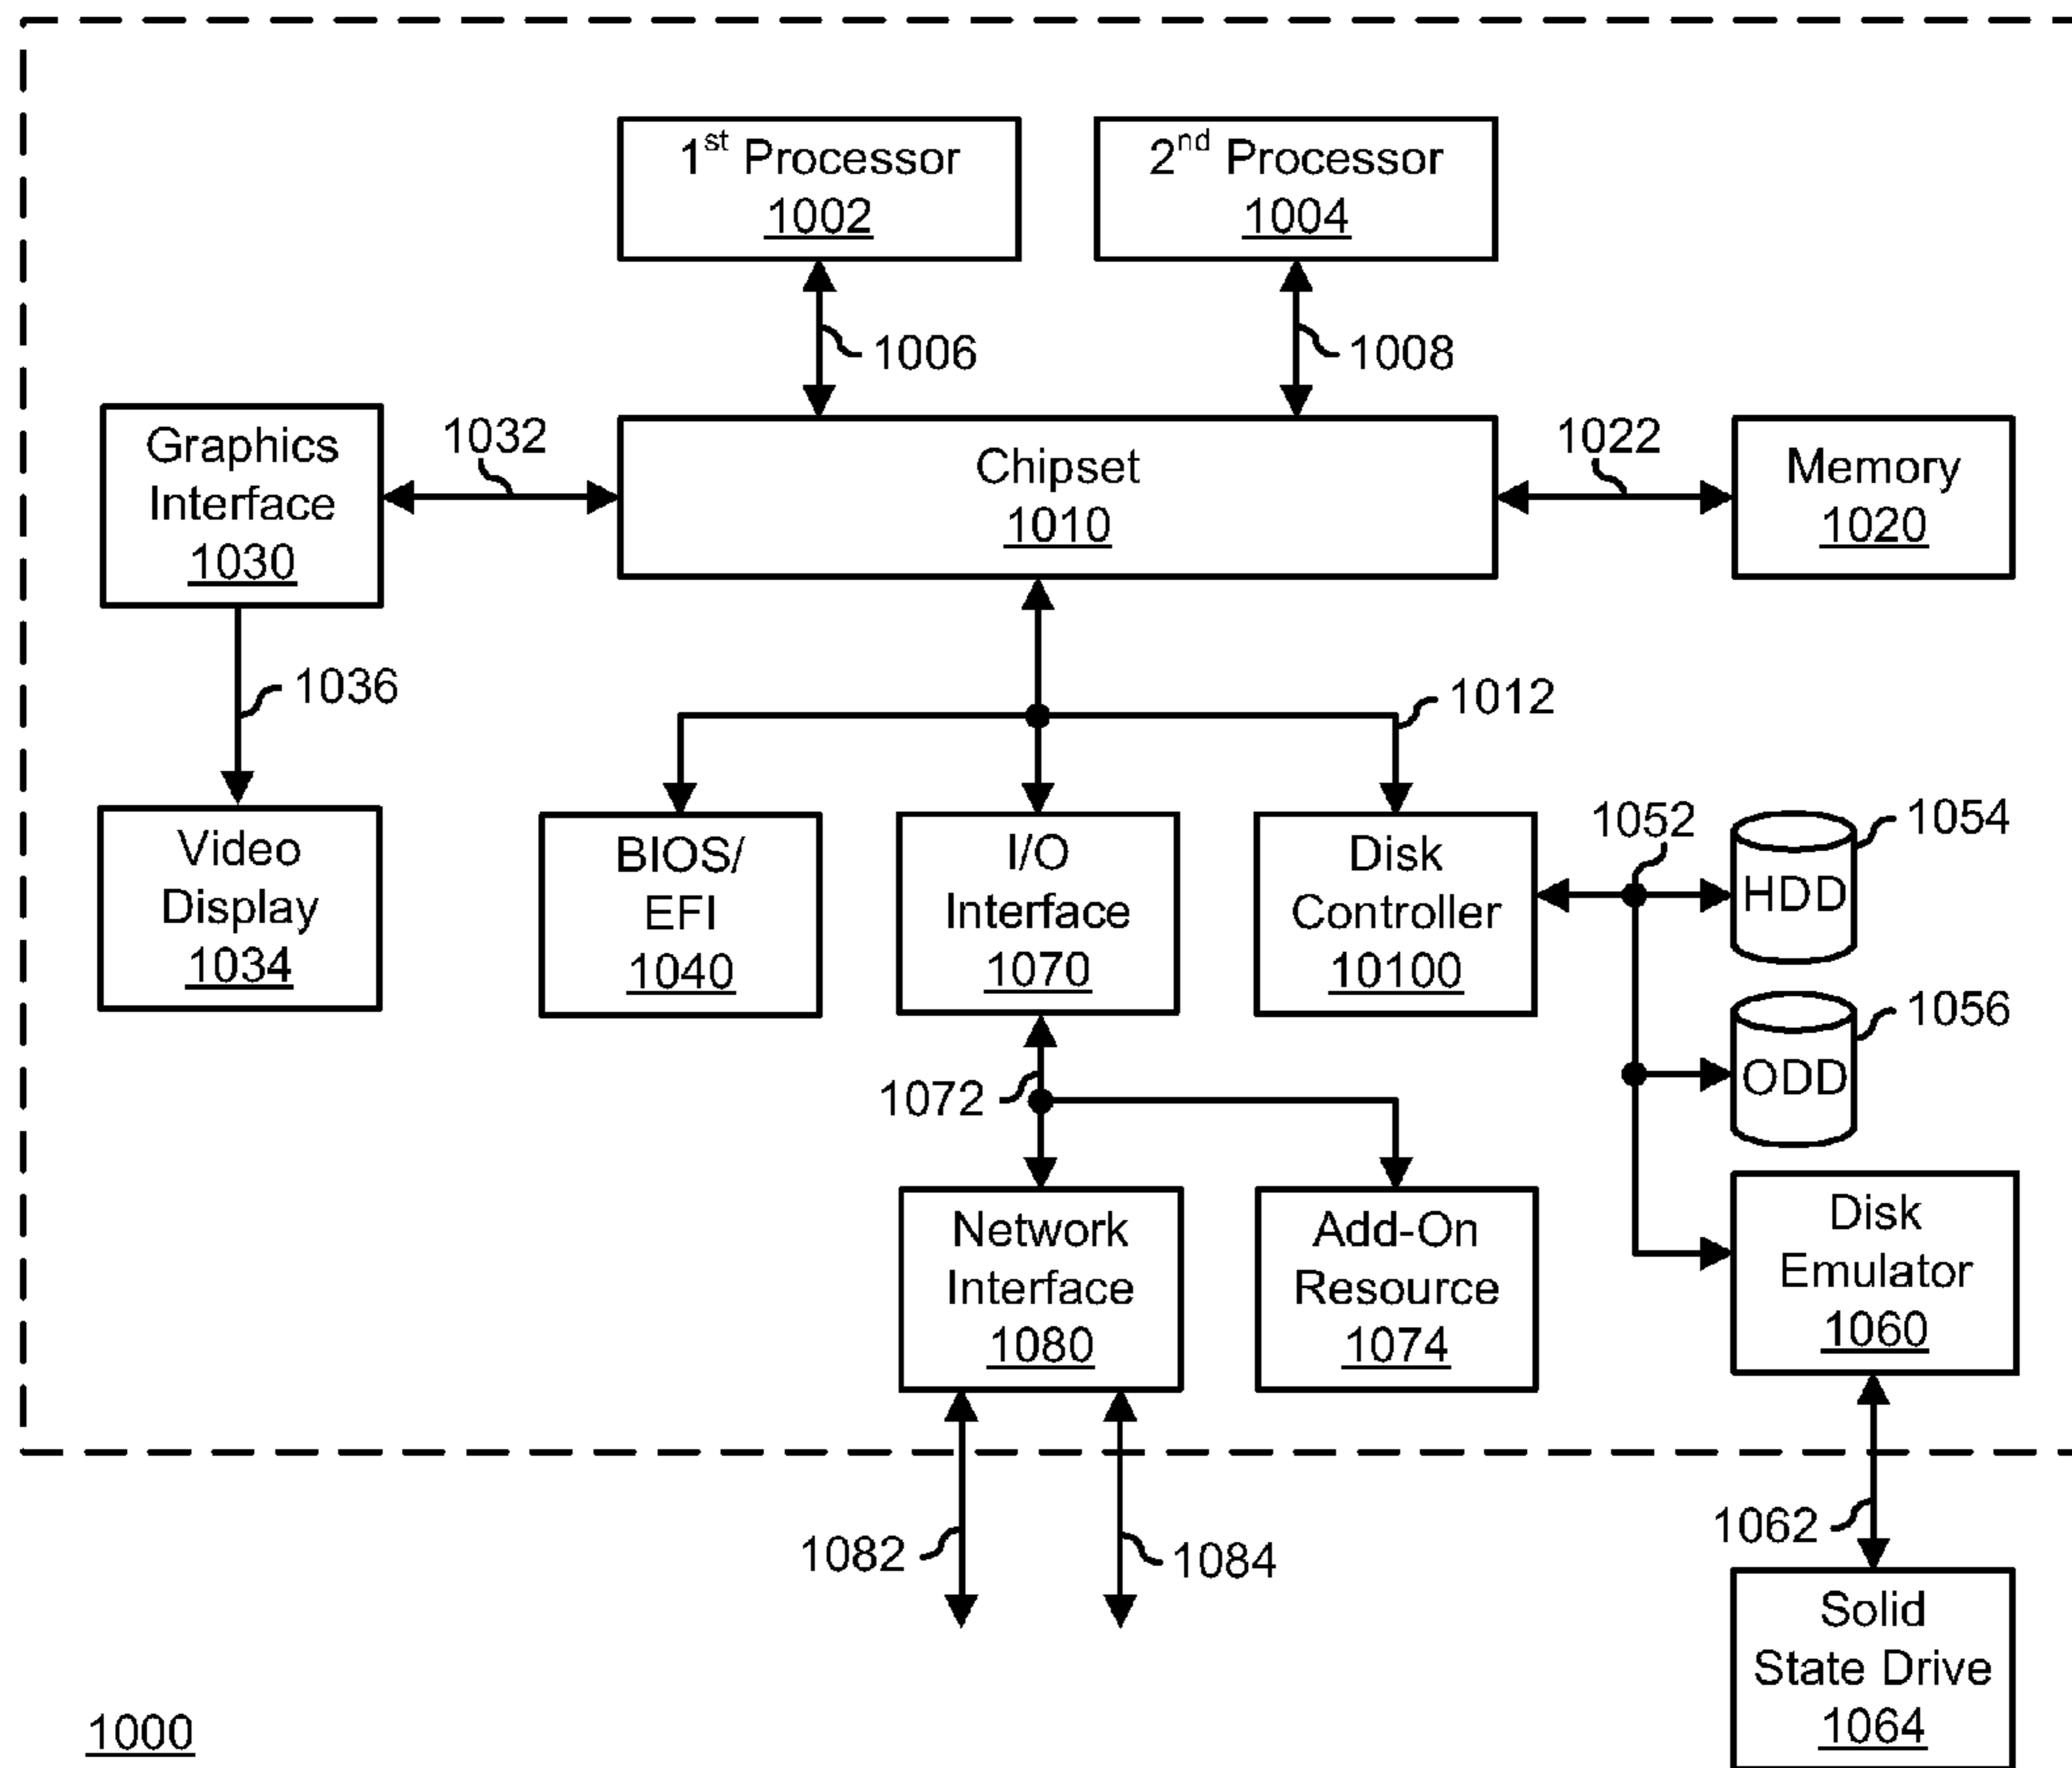 1st Processor
1002
2nd Processor
1004
1006
1008
Graphics
Interface
1030
1032
Chipset
1010
1022
Memory
1020
1036
1012
Video
Display
1034
BIOS/
EFI
1040
I/O
Interface
1070
Disk
Controller
10100
1052
1054
HDD
1056
ODD
1072
Network
Interface
1080
Add-On
Resource
1074
Disk
Emulator
1060
1082
1084
1062
Solid
State Drive
1064
1000